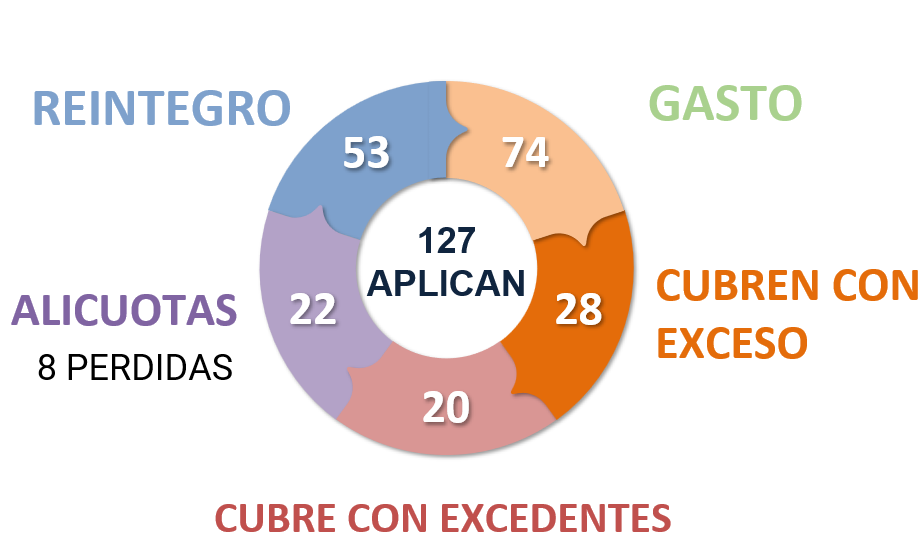 REINTEGRO
GASTO
53
74
127
APLICAN
ALICUOTAS
8 PERDIDAS
22
28
CUBREN CON
EXCESO
20
CUBRE CON EXCEDENTES